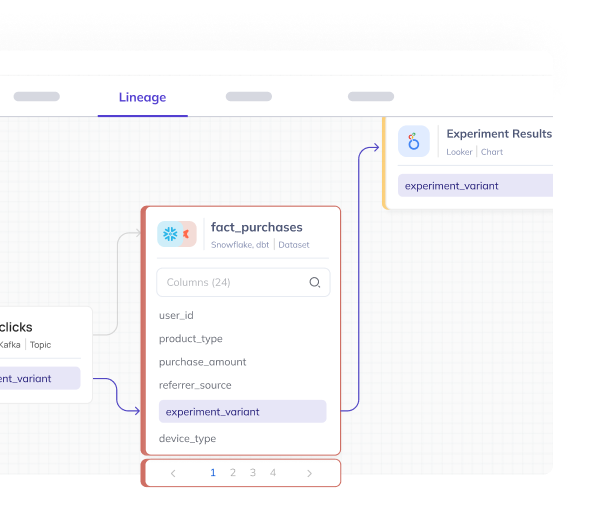 Lineage
Experiment Results
Looker | Chart
experiment_variant
fact_purchases
Snowflake, dbt | Dataset
Columns (24)
user_id
product_type
purchase_amount
referrer_source
experiment_variant
device_type
1 2 3 4
clicks
Kafka | Topic
ent_variant